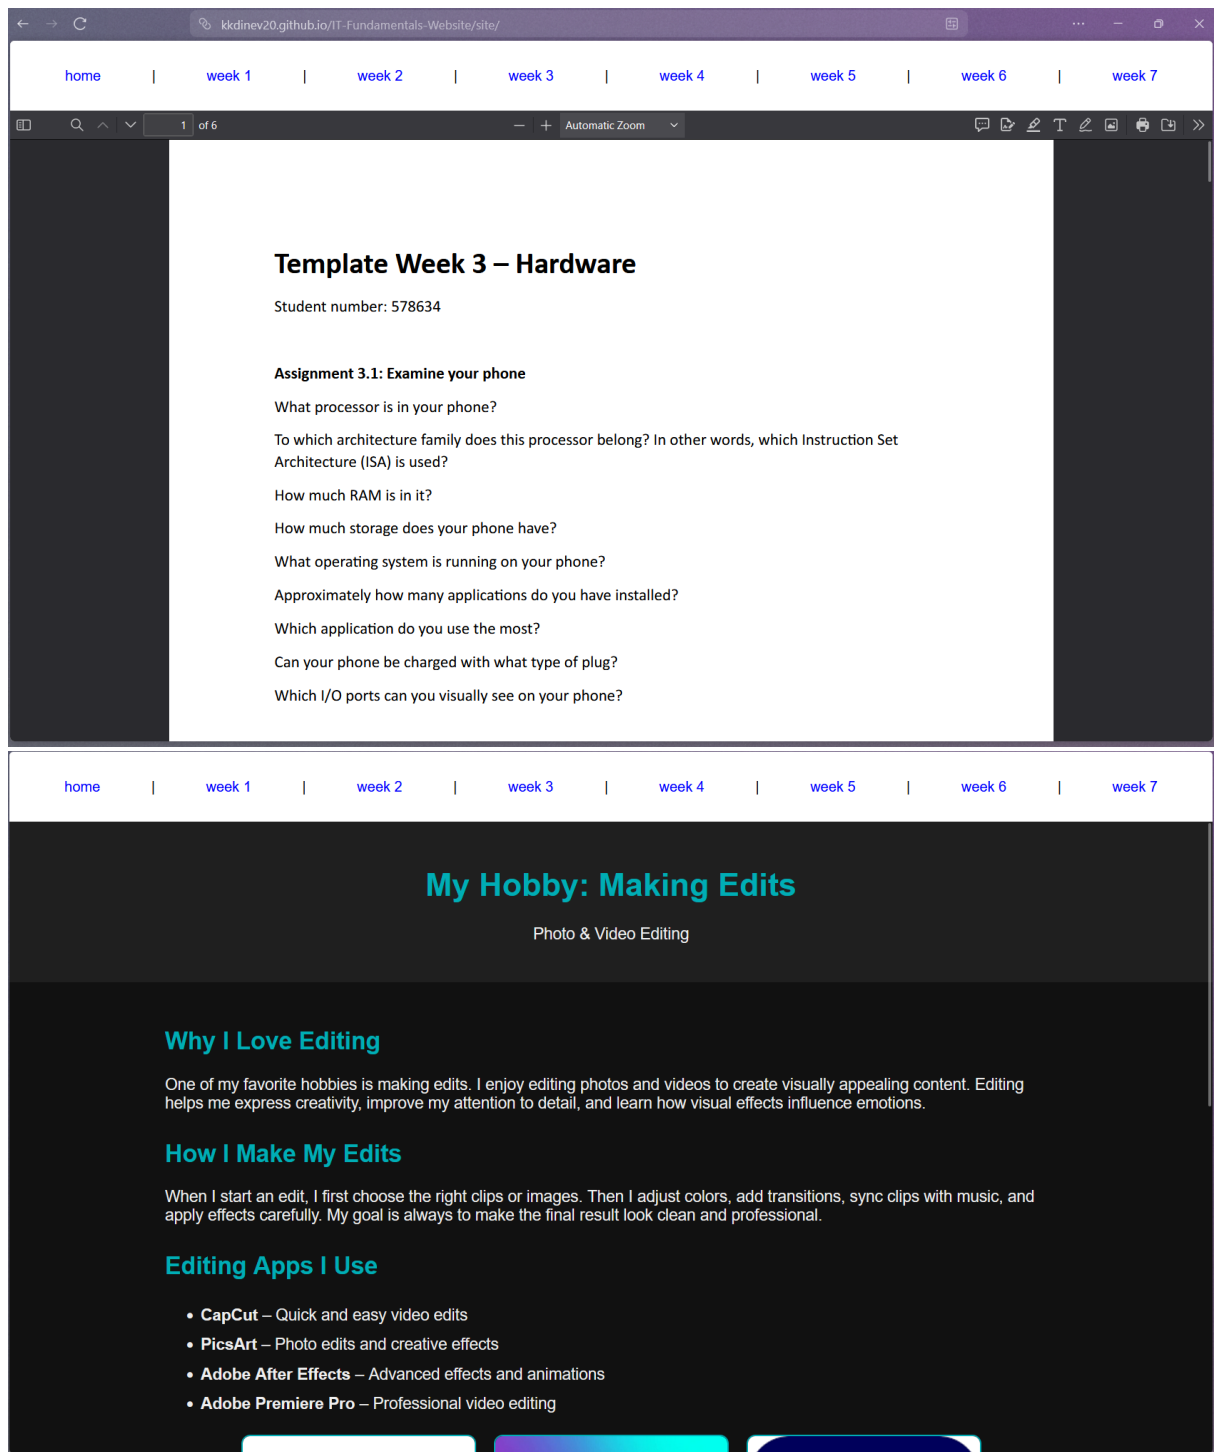 kkdinev20.github.io/IT-Fundamentals-Website/site/
home | week 1 | week 2 | week 3 | week 4 | week 5 | week 6 | week 7
1 of 6
Automatic Zoom
Template Week 3 – Hardware
Student number: 578634
Assignment 3.1: Examine your phone
What processor is in your phone?
To which architecture family does this processor belong? In other words, which Instruction Set
Architecture (ISA) is used?
How much RAM is in it?
How much storage does your phone have?
What operating system is running on your phone?
Approximately how many applications do you have installed?
Which application do you use the most?
Can your phone be charged with what type of plug?
Which I/O ports can you visually see on your phone?
home | week 1 | week 2 | week 3 | week 4 | week 5 | week 6 | week 7
My Hobby: Making Edits
Photo & Video Editing
Why I Love Editing
One of my favorite hobbies is making edits. I enjoy editing photos and videos to create visually appealing content. Editing
helps me express creativity, improve my attention to detail, and learn how visual effects influence emotions.
How I Make My Edits
When I start an edit, I first choose the right clips or images. Then I adjust colors, add transitions, sync clips with music, and
apply effects carefully. My goal is always to make the final result look clean and professional.
Editing Apps I Use
• CapCut – Quick and easy video edits
• PicsArt – Photo edits and creative effects
• Adobe After Effects – Advanced effects and animations
• Adobe Premiere Pro – Professional video editing